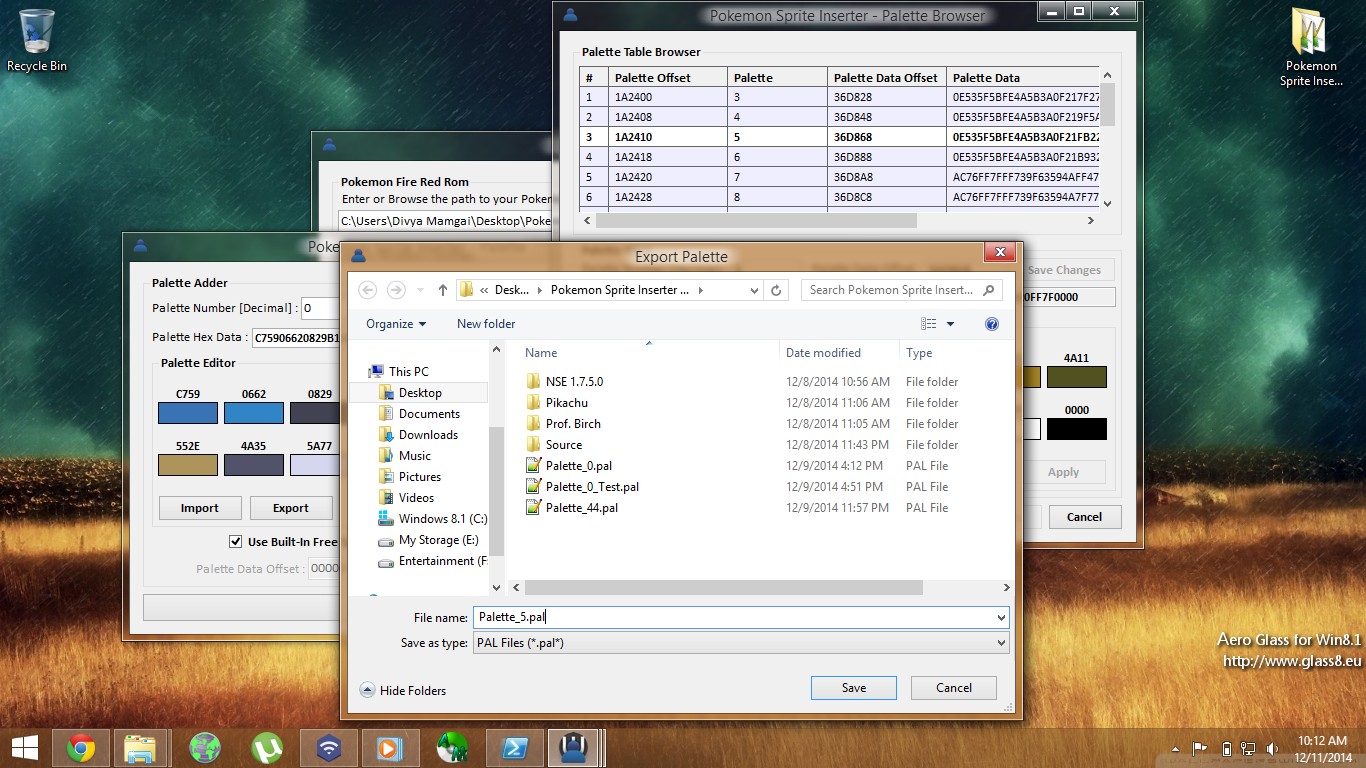 Recycle Bin
Pokemon
Sprite Inse...
Pokemon Sprite Inserter - Palette Browser
Palette Table Browser
# Palette Offset Palette Palette Data Offset Palette Data
1 1A2400 3 36D828 0E535F5BFE4A5B3A0F217F27
2 1A2408 4 36D848 0E535F5BFE4A5B3A0F219F5A
3 1A2410 5 36D868 0E535F5BFE4A5B3A0F21FB22
4 1A2418 6 36D888 0E535F5BFE4A5B3A0F21B932
5 1A2420 7 36D8A8 AC76FF7FFF739F63594AFF47
6 1A2428 8 36D8C8 AC76FF7FFF739F63594A7F77
Save Changes
0FF7F0000
4A11
0000
Apply
Cancel
Pokemon Fire Red Rom
Enter or Browse the path to your Poken
C:\Users\Divya Mamgai\Desktop\Poke
Poke
Palette Adder
Palette Number [Decimal] : 0
Palette Hex Data : C75906620829B1
Palette Editor
C759 0662 0829
552E 4A35 5A77
Import Export
Use Built-In Free
Palette Data Offset : 0000
Export Palette
« Desk... Pokemon Sprite Inserter ...
Search Pokemon Sprite Insert...
Organize New folder
Name Date modified Type
This PC
Desktop
Documents
Downloads
Music
Pictures
Videos
Windows 8.1 (C:)
My Storage (E:)
Entertainment (F:
NSE 1.7.5.0 12/8/2014 10:56 AM File folder
Pikachu 12/8/2014 11:06 AM File folder
Prof. Birch 12/8/2014 11:05 AM File folder
Source 12/8/2014 11:43 PM File folder
Palette_0.pal 12/9/2014 4:12 PM PAL File
Palette_0_Test.pal 12/9/2014 4:51 PM PAL File
Palette_44.pal 12/9/2014 11:57 PM PAL File
File name: Palette_5.pal
Save as type: PAL Files (*.pal*)
Hide Folders
Save Cancel
Aero Glass for Win8.1
http://www.glass8.eu
10:12 AM
12/11/2014